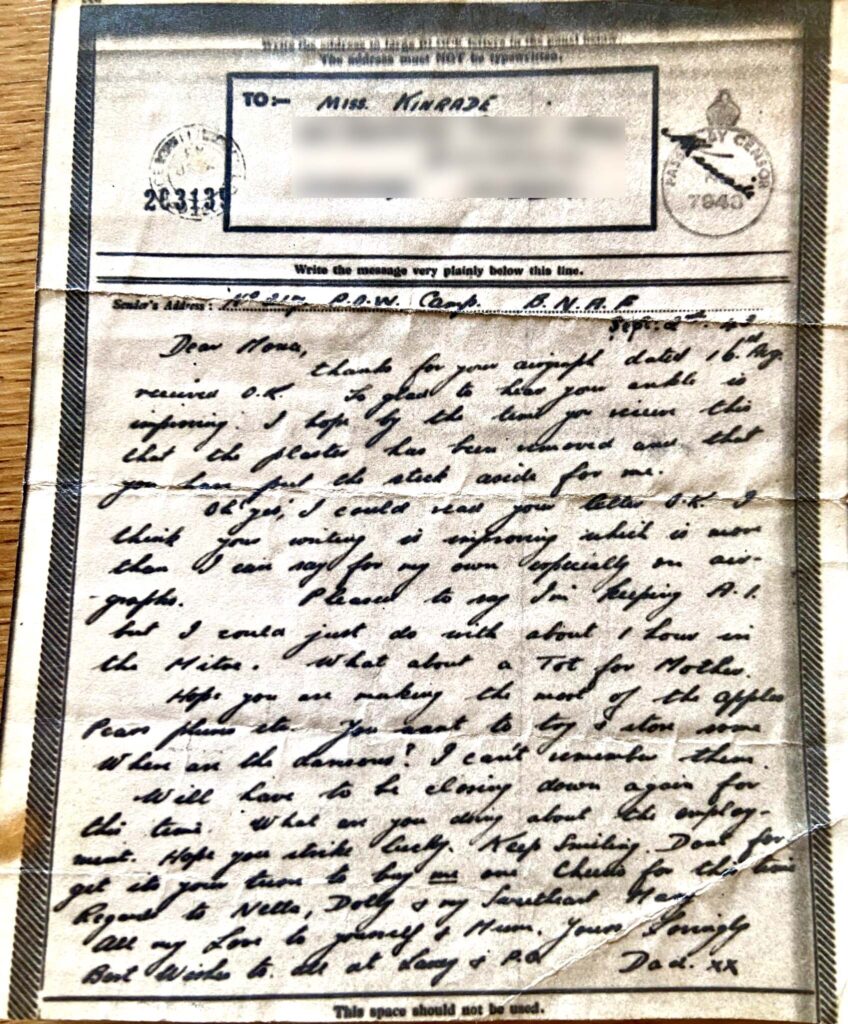 Write the address in large BLOCK letters in the panel below.
The address must NOT be typewritten.
TO:- MISS. KINRADE
203139
PASSED BY CENSOR
7940
Write the message very plainly below this line.
Sender's Address: No 217 P.O.W. Camp. B.N.A.F
Sept. 2nd. 43
Dear Mona,
thanks for your airgraph dated 16th Aug.
received O.K. So glad to hear your ankle is
improving. I hope by the time you receive this
that the plaster has been removed and that
you have put the stick aside for me.
Oh yes, I could read your letter O.K. I
think your writing is improving which is more
than I can say for my own especially on air-
-graphs. Pleased to say I'm keeping A.1.
but I could just do with about 1 hour in
the Mitre. What about a Tot for Mother.
Hope you are making the most of the apples
Pears plums etc. You want to try & store some
Where are the damsons? I can't remember them.
Will have to be closing down again for
this time. What are you doing about the employ-
ment. Hope you strike lucky. Keep Smiling. Dont for
get its your turn to buy me one Cheerio for this time
Regards to Nella, Dolly & my Sweetheart Mary
All my Love to yourself & Mum. Yours Lovingly
Best Wishes to all at & P.O. Dad. xx
This space should not be used.